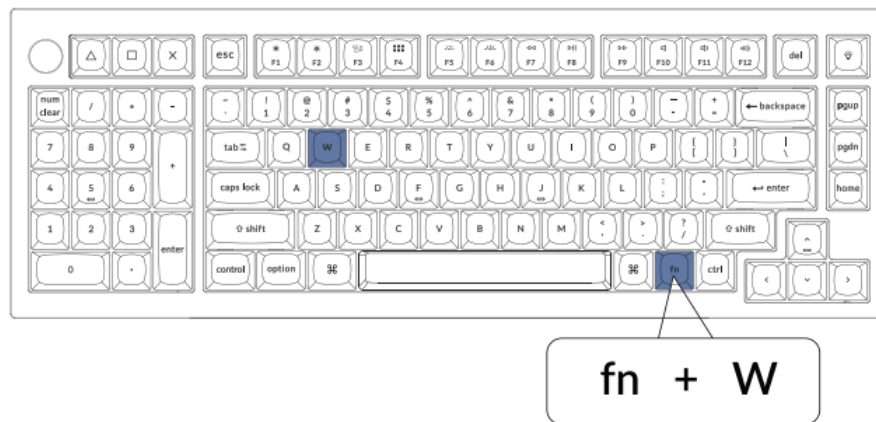 △ □ X esc F1 F2 F3 F4 F5 F6 F7 F8 F9 F10 F11 F12 del
num clear / * - ~ ` ! 1 @ 2 # 3 $ 4 % 5 ^ 6 & 7 * 8 ( 9 ) 0 — - + = ← backspace pgup
7 8 9 + tab Q W E R T Y U I O P { [ } ] | \ pgdn
4 5 6 caps lock A S D F G H J K L : ; " ' ↵ enter home
1 2 3 enter ⇧ shift Z X C V B N M < , > . ? / ⇧ shift ^
0 . control option ⌘ ⌘ fn ctrl < ⌄ >
fn + W